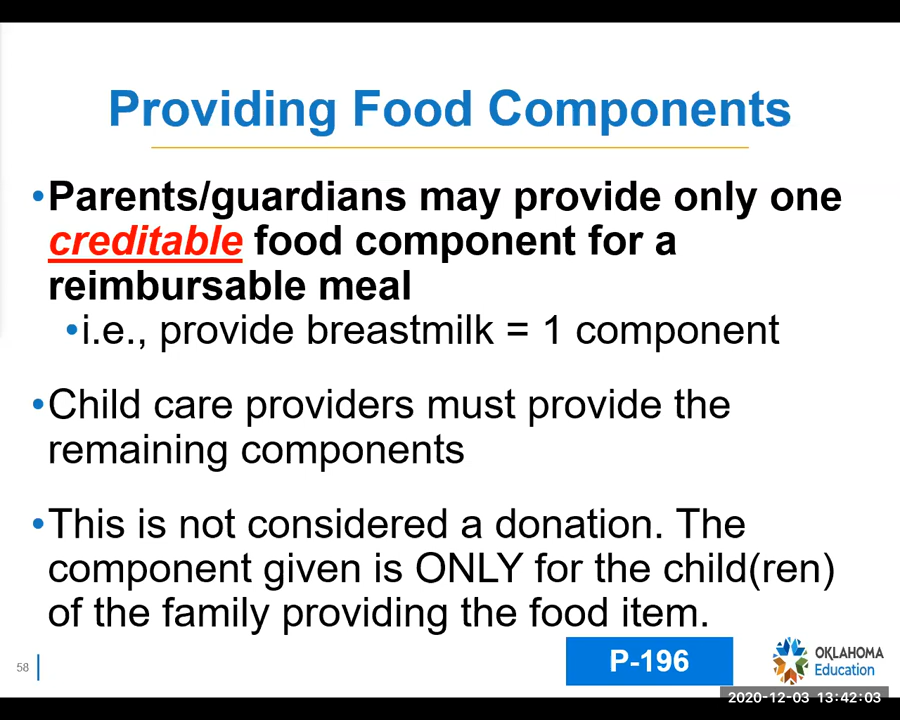 Providing Food Components
•Parents/guardians may provide only one
creditable food component for a
reimbursable meal
•i.e., provide breastmilk = 1 component
•Child care providers must provide the
remaining components
•This is not considered a donation. The
component given is ONLY for the child(ren)
of the family providing the food item.
58
P-196
OKLAHOMA
Education
2020-12-03 13:42:03